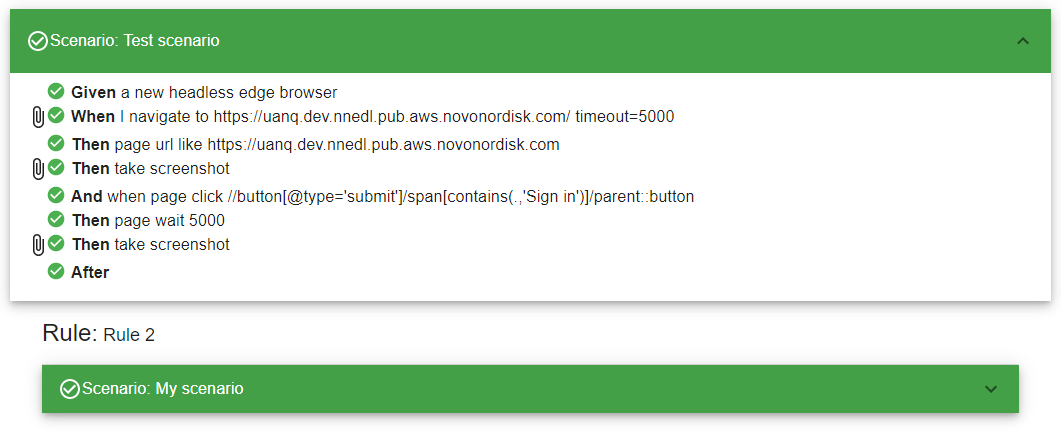 Scenario: Test scenario
Given a new headless edge browser
When I navigate to https://uanq.dev.nnedl.pub.aws.novonordisk.com/ timeout=5000
Then page url like https://uanq.dev.nnedl.pub.aws.novonordisk.com
Then take screenshot
And when page click //button[@type='submit']/span[contains(.,'Sign in')]/parent::button
Then page wait 5000
Then take screenshot
After
Rule: Rule 2
Scenario: My scenario